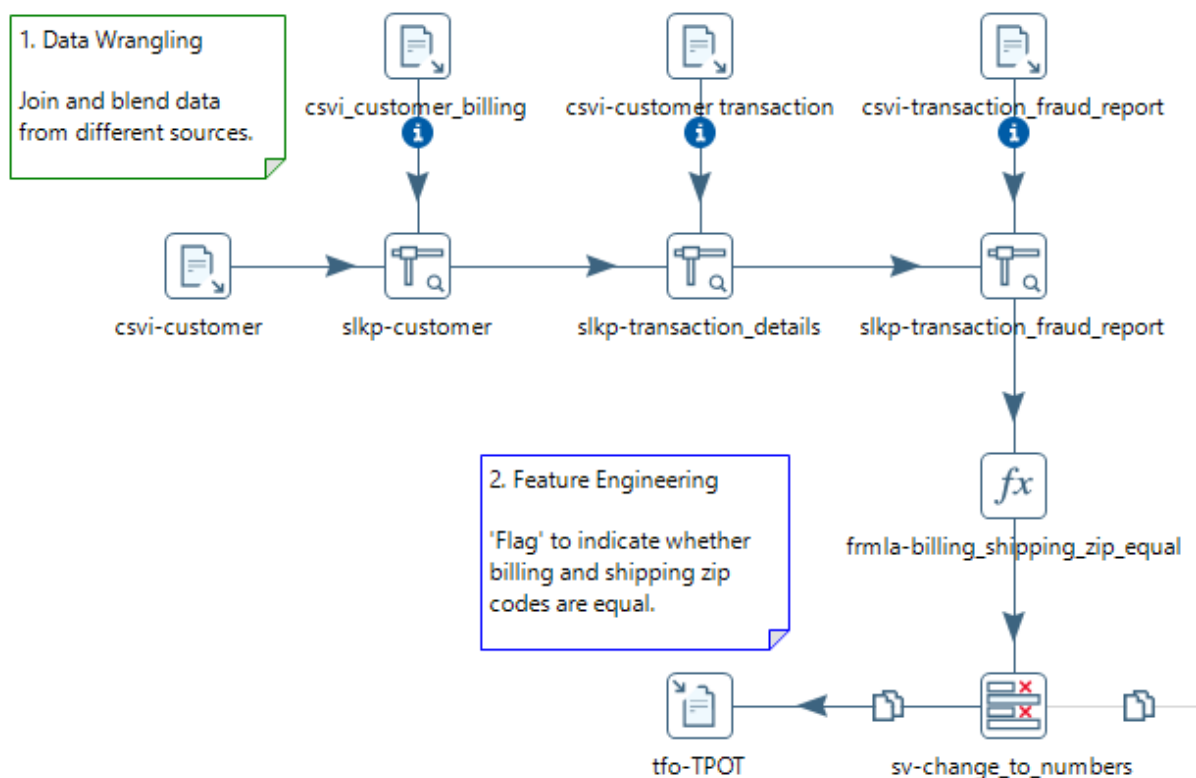 1. Data Wrangling
Join and blend data
from different sources.
csvi_customer_billing
csvi-customer transaction
csvi-transaction_fraud_report
i
i
i
csvi-customer
slkp-customer
slkp-transaction_details
slkp-transaction_fraud_report
2. Feature Engineering
'Flag' to indicate whether
billing and shipping zip
codes are equal.
fx
frmla-billing_shipping_zip_equal
tfo-TPOT
sv-change_to_numbers